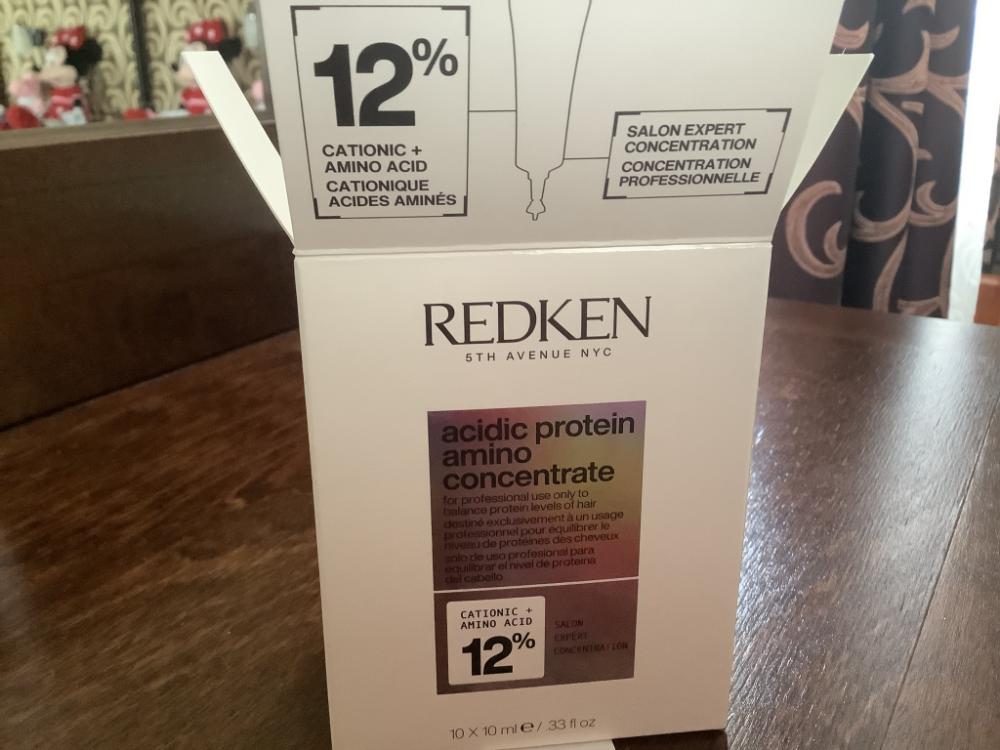 12%
CATIONIC +
AMINO ACID
CATIONIQUE
ACIDES AMINÉS
SALON EXPERT
CONCENTRATION
CONCENTRATION
PROFESSIONNELLE
REDKEN
5TH AVENUE NYC
acidic protein
amino
concentrate
for professional use only to
balance protein levels of hair
destiné exclusivement à un usage
professionnel pour équilibrer le
niveau de protéines des cheveux
solo de uso profesional para
equilibrar el nivel de proteína
del cabello
CATIONIC +
AMINO ACID
12%
SALON
EXPERT
CONCENTRATION
10 X 10 ml e / .33 fl oz